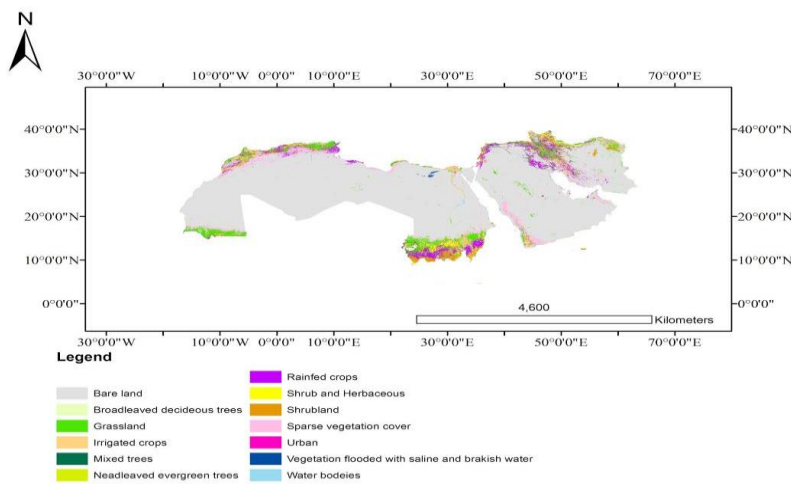 N
30°0'0"W 10°0'0"W 0°0'0" 10°0'0"E 30°0'0"E 50°0'0"E 70°0'0"E
40°0'0"N 40°0'0"N
30°0'0"N 30°0'0"N
20°0'0"N 20°0'0"N
10°0'0"N 10°0'0"N
0°0'0" 0°0'0"
4,600
Kilometers
30°0'0"W 10°0'0"W 0°0'0" 10°0'0"E 30°0'0"E 50°0'0"E 70°0'0"E
Legend
Bare land
Broadleaved decideous trees
Grassland
Irrigated crops
Mixed trees
Neadleaved evergreen trees
Rainfed crops
Shrub and Herbaceous
Shrubland
Sparse vegetation cover
Urban
Vegetation flooded with saline and brakish water
Water bodeies